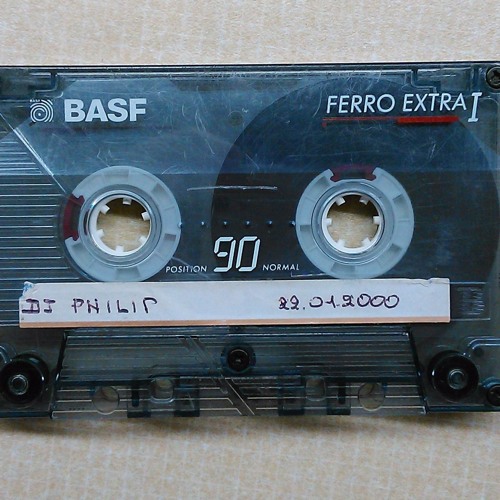 BASF FERRO EXTRA I
POSITION 90 NORMAL
DJ PHILIP 22.01.2000